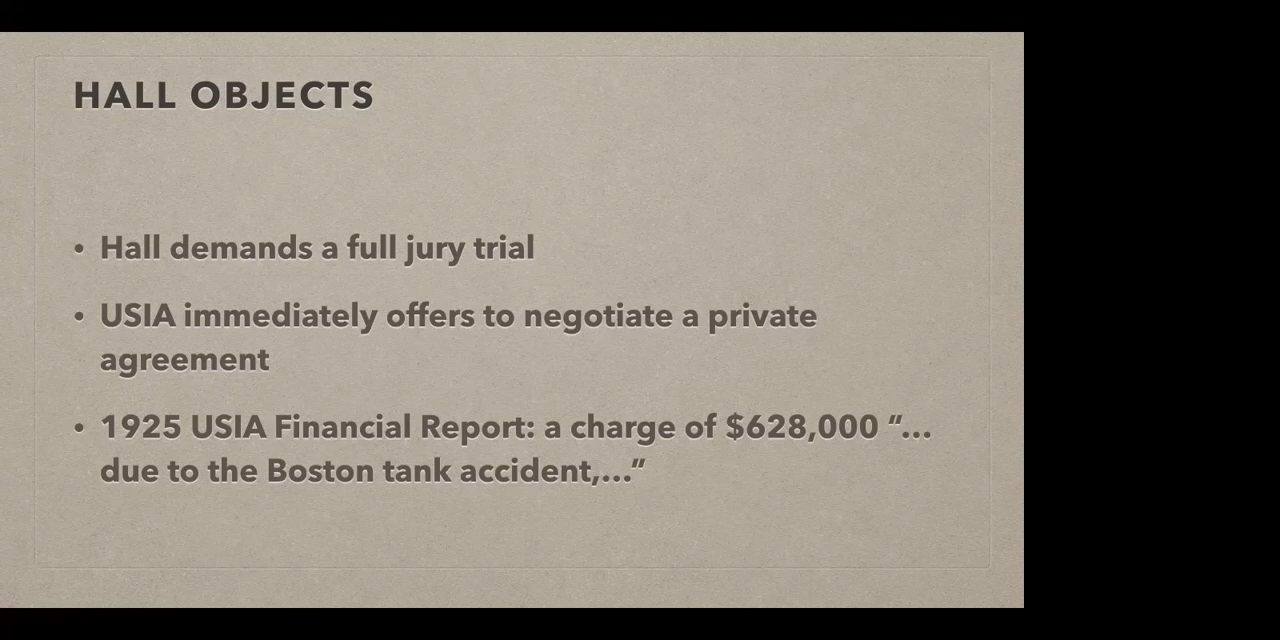 HALL OBJECTS
• Hall demands a full jury trial
• USIA immediately offers to negotiate a private
agreement
• 1925 USIA Financial Report: a charge of $628,000 “…
due to the Boston tank accident,…”